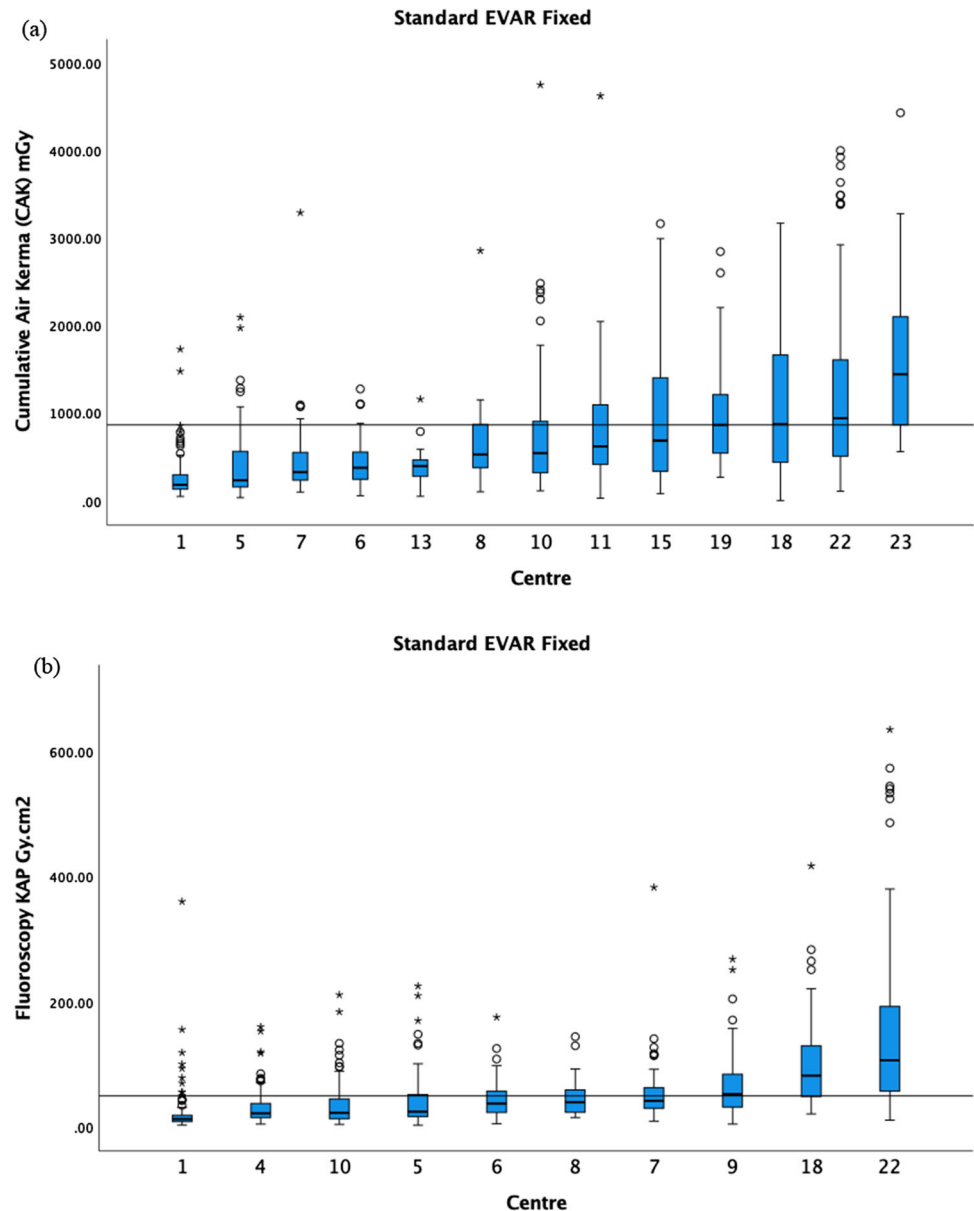 (a)
Standard EVAR Fixed
Cumulative Air Kerma (CAK) mGy
5000.00
4000.00
3000.00
2000.00
1000.00
.00
1 5 7 6 13 8 10 11 15 19 18 22 23
Centre
Standard EVAR Fixed
(b)
Fluoroscopy KAP Gy.cm2
600.00
400.00
200.00
.00
1 4 10 5 6 8 7 9 18 22
Centre